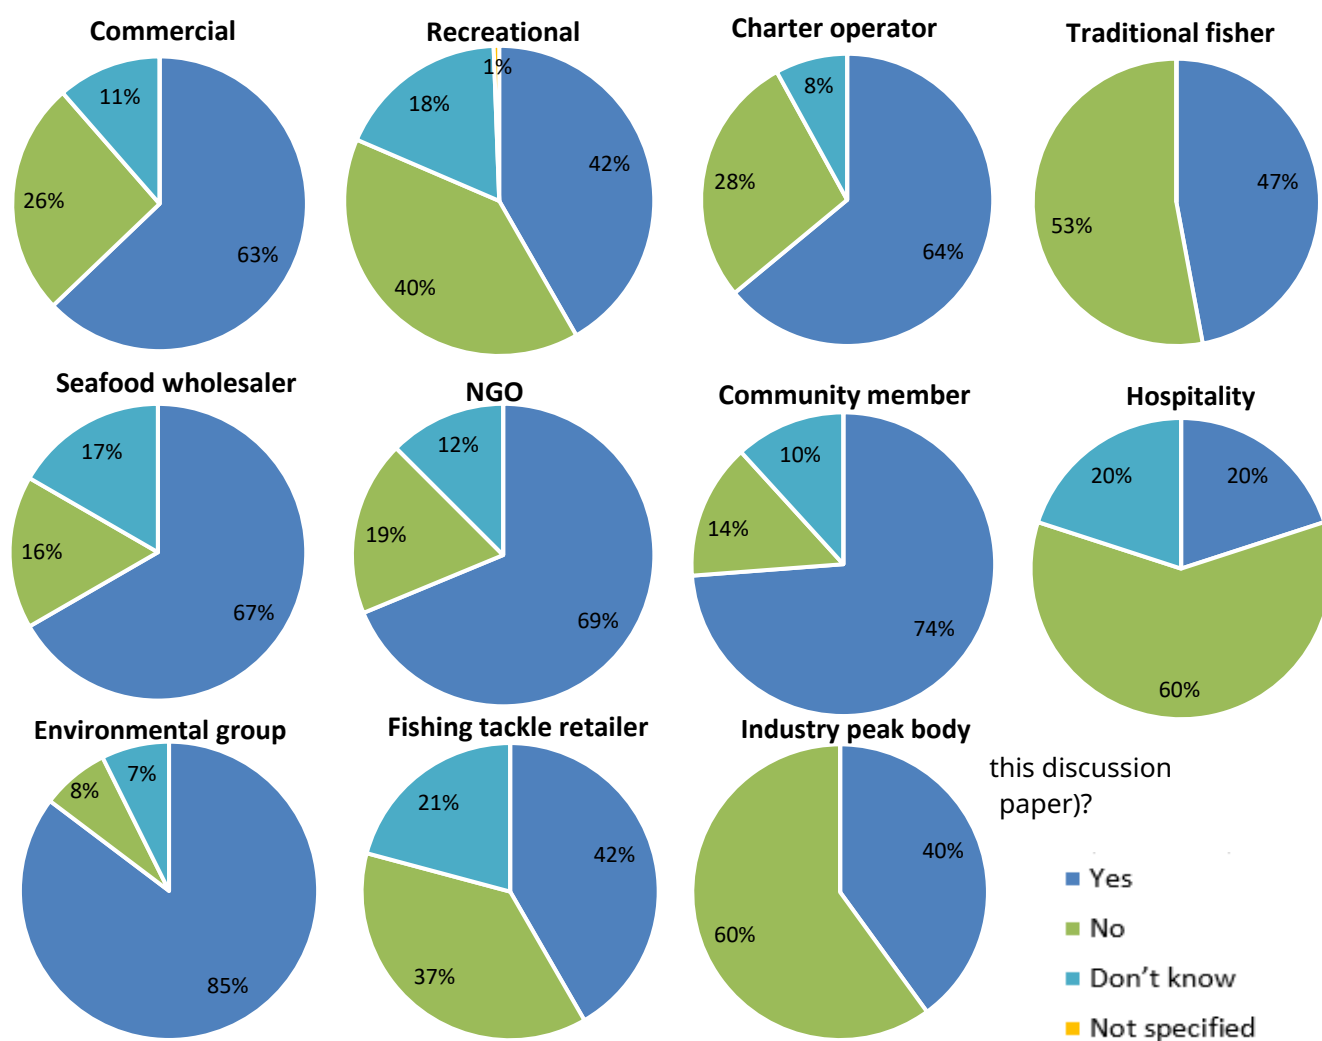 Commercial
11%
26%
63%
Recreational
1%
18%
42%
40%
Charter operator
8%
28%
64%
Traditional fisher
47%
53%
Seafood wholesaler
17%
16%
67%
NGO
12%
19%
69%
Community member
10%
14%
74%
Hospitality
20%
20%
60%
Environmental group
7%
8%
85%
Fishing tackle retailer
21%
42%
37%
Industry peak body
40%
60%
this discussion
paper)?
Yes
No
Don't know
Not specified